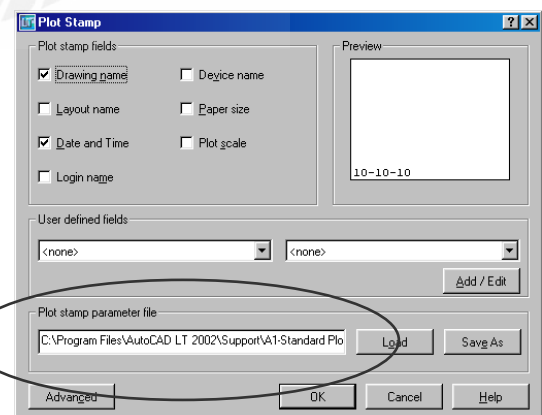 LT Plot Stamp
Plot stamp fields
Drawing name
Device name
Layout name
Paper size
Date and Time
Plot scale
Login name
Preview
10-10-10
User defined fields
<none>
<none>
Add / Edit
Plot stamp parameter file
C:\Program Files\AutoCAD LT 2002\Support\A1-Standard Plo
Load
Save As
Advanced
OK
Cancel
Help